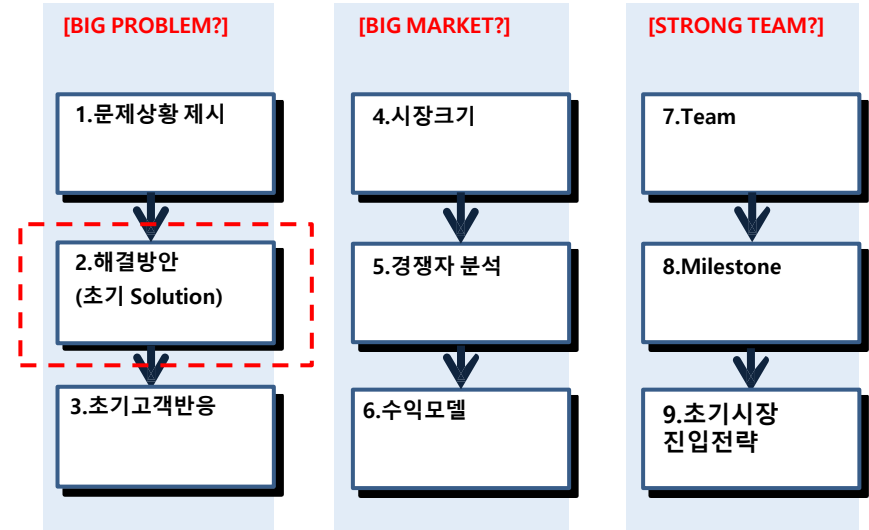 [BIG PROBLEM?]
1.문제상황 제시
2.해결방안
(초기 Solution)
3.초기고객반응
[BIG MARKET?]
4.시장크기
5.경쟁자 분석
6.수익모델
[STRONG TEAM?]
7.Team
8.Milestone
9.초기시장
진입전략